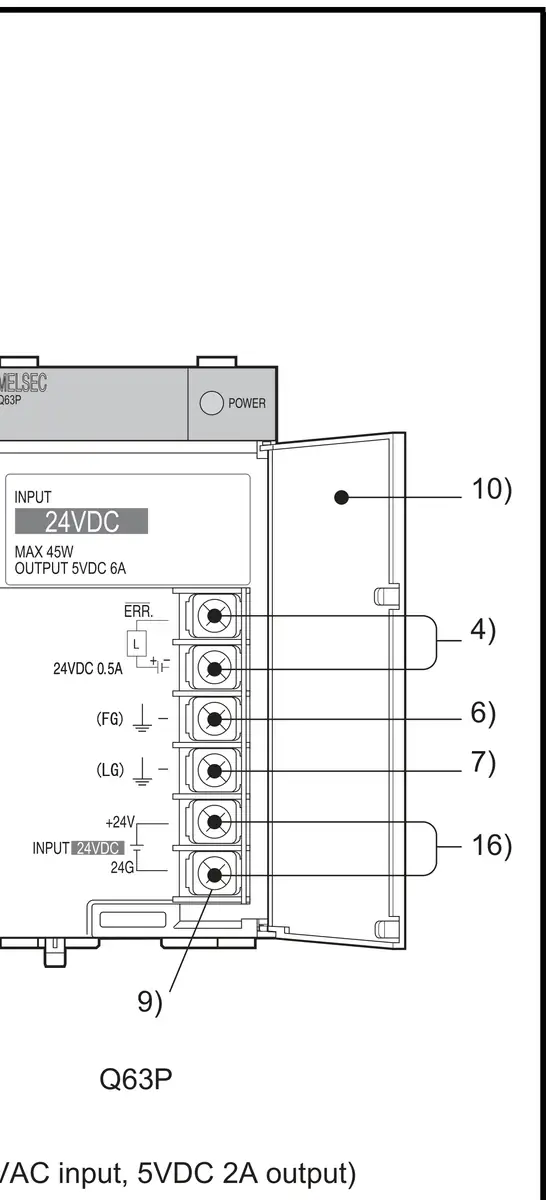 MELSEC
Q63P
POWER
INPUT
24VDC
MAX 45W
OUTPUT 5VDC 6A
ERR.
L
+ -
24VDC 0.5A
(FG)
(LG)
+24V
INPUT 24VDC
24G
10)
4)
6)
7)
16)
9)
Q63P
VAC input, 5VDC 2A output)